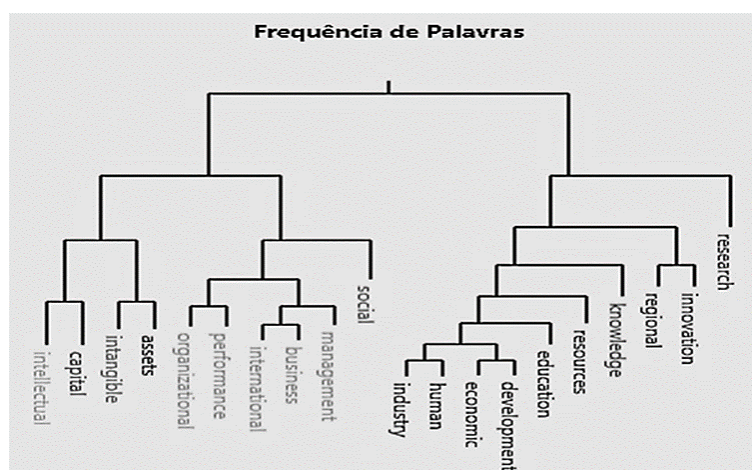 Frequência de Palavras
intellectual
capital
intangible
assets
organizational
performance
international
business
management
social
industry
human
economic
development
education
resources
knowledge
regional
innovation
research